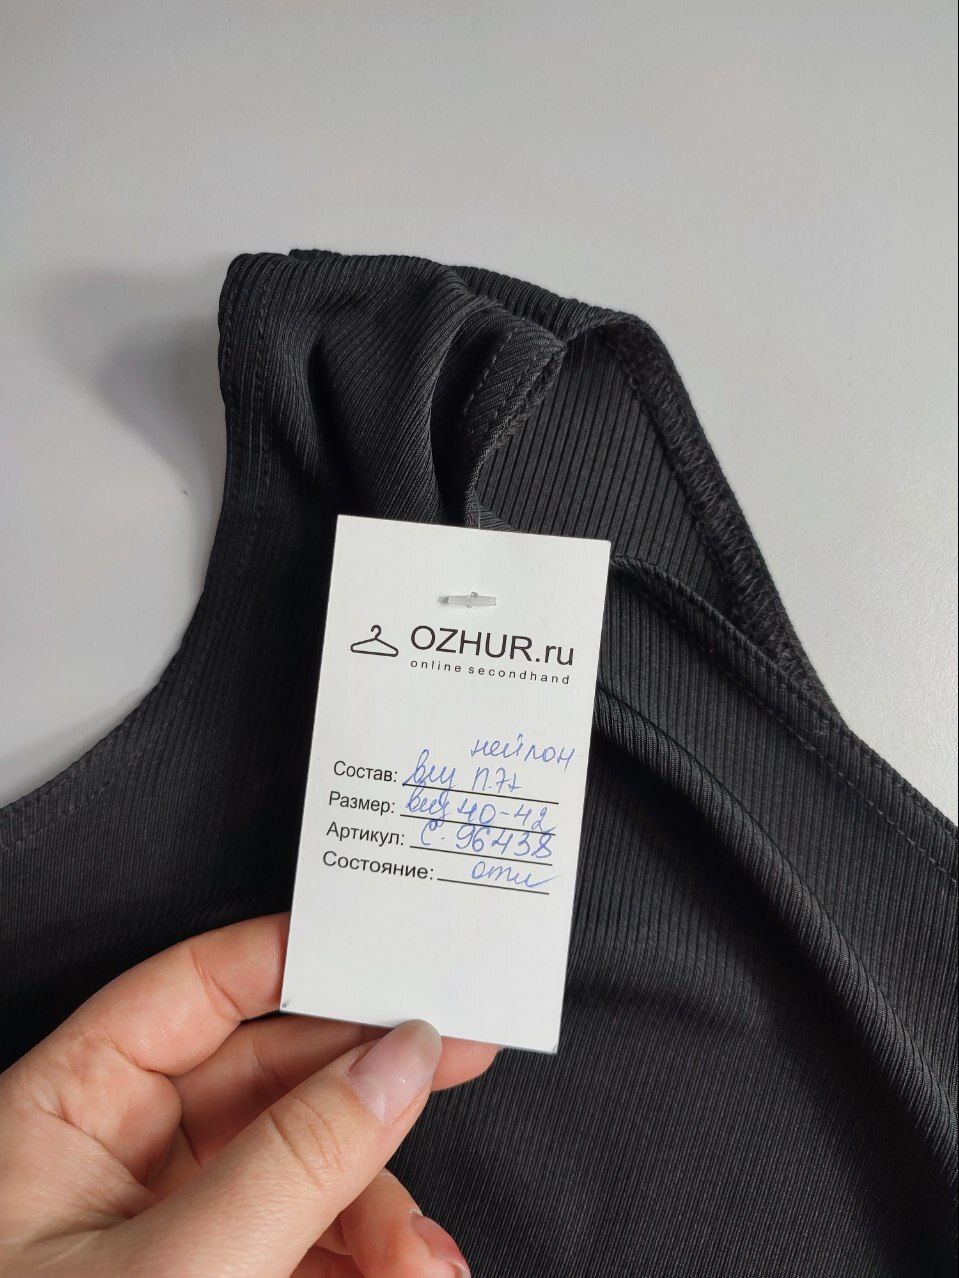 OZHUR.ru
online secondhand
нейлон
Состав: виз п.э
Размер: виз 40-42
Артикул: С-96438
Состояние: отл